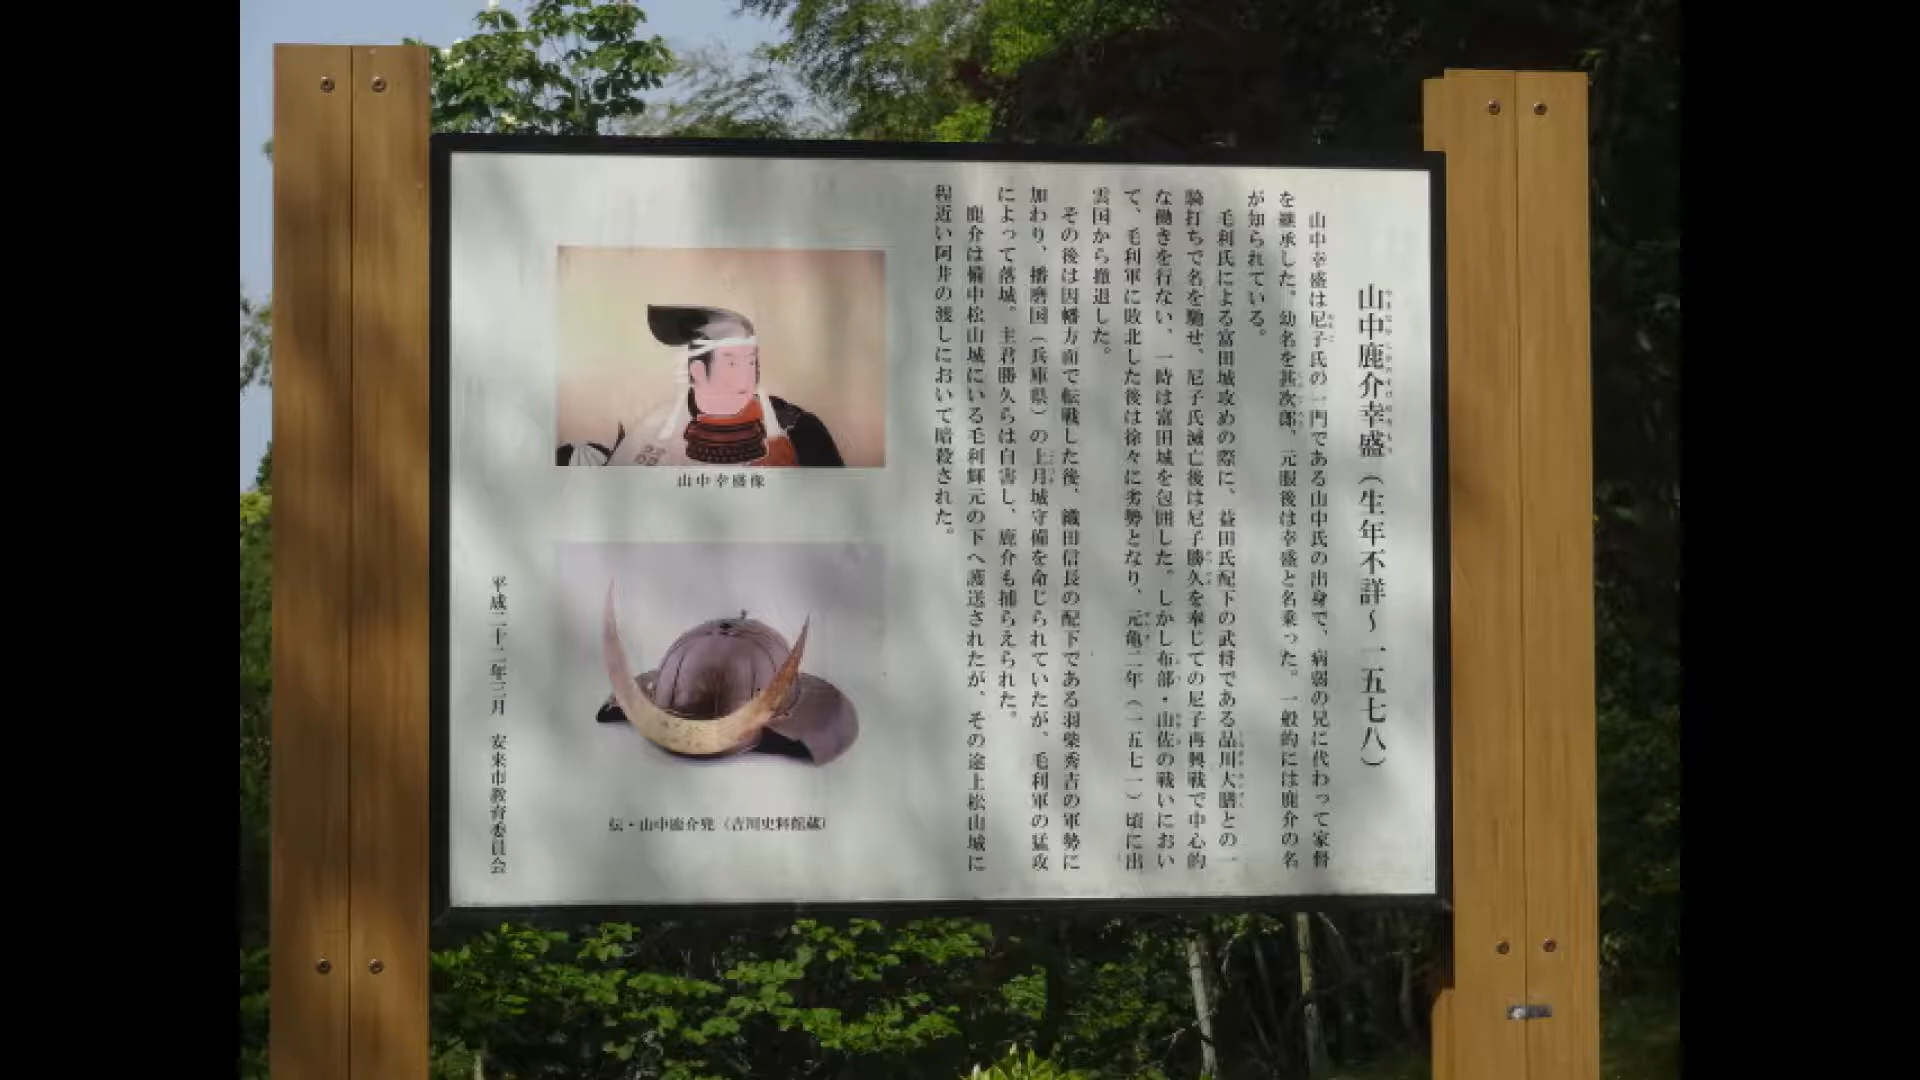 山中鹿介幸盛（生年不詳～一五七八）
山中幸盛は尼子氏の一門である山中氏の出身で、病弱の兄に代わって家督
を継承した。幼名を甚次郎、元服後は幸盛と名乗った。一般的には鹿介の名
が知られている。
毛利氏による富田城攻めの際に、益田氏配下の武将である品川大膳との一
騎打ちで名を馳せ、尼子氏滅亡後は尼子勝久を奉じての尼子再興戦で中心的
な働きを行ない、一時は富田城を包囲した。しかし布部・山佐の戦いにおい
て、毛利軍に敗北した後は徐々に劣勢となり、元亀二年（一五七一）頃に出
雲国から撤退した。
その後は因幡方面で転戦した後、織田信長の配下である羽柴秀吉の軍勢に
加わり、播磨国（兵庫県）の上月城守備を命じられていたが、毛利軍の猛攻
によって落城。主君勝久らは自害し、鹿介も捕らえられた。
鹿介は備中松山城にいる毛利輝元の下へ護送されたが、その途上松山城に
程近い阿井の渡しにおいて暗殺された。
山中幸盛像
伝・山中鹿介兜（吉川史料館蔵）
平成二十二年三月　安来市教育委員会